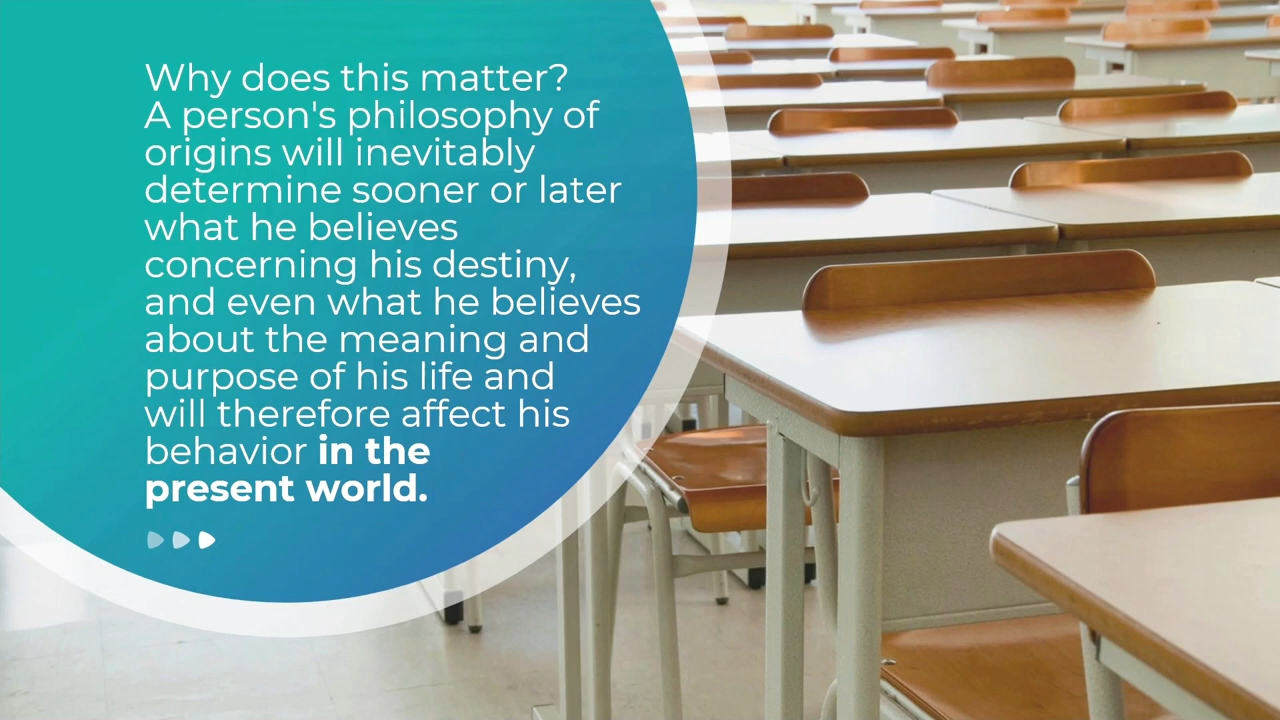 Why does this matter?
A person's philosophy of
origins will inevitably
determine sooner or later
what he believes
concerning his destiny,
and even what he believes
about the meaning and
purpose of his life and
will therefore affect his
behavior in the
present world.